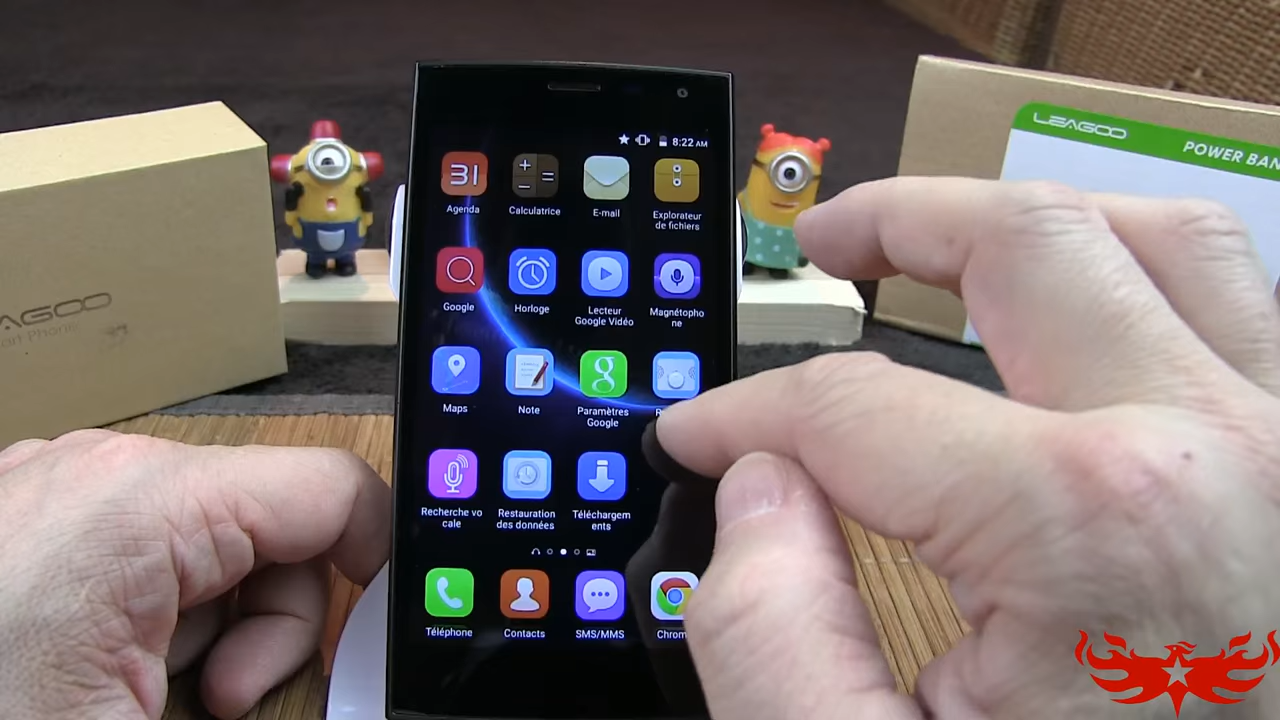 LEAGOO
POWER BAN
AGOO
art Phone
8:22 AM
31
Agenda
Calculatrice
E-mail
Explorateur
de fichiers
Google
Horloge
Lecteur
Google Vidéo
Magnétopho
ne
Maps
Note
g
Paramètres
Google
Recherche vo
cale
Restauration
des données
Téléchargem
ents
Téléphone
Contacts
SMS/MMS
Chrom